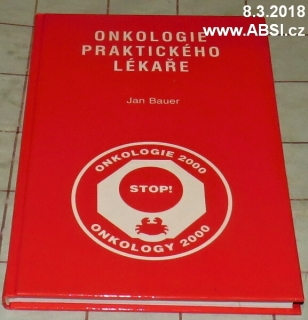 8.3.2018
www.ABSI.cz
ONKOLOGIE
PRAKTICKÉHO
LÉKAŘE
Jan Bauer
ONKOLOGIE 2000
STOP!
ONKOLOGY 2000